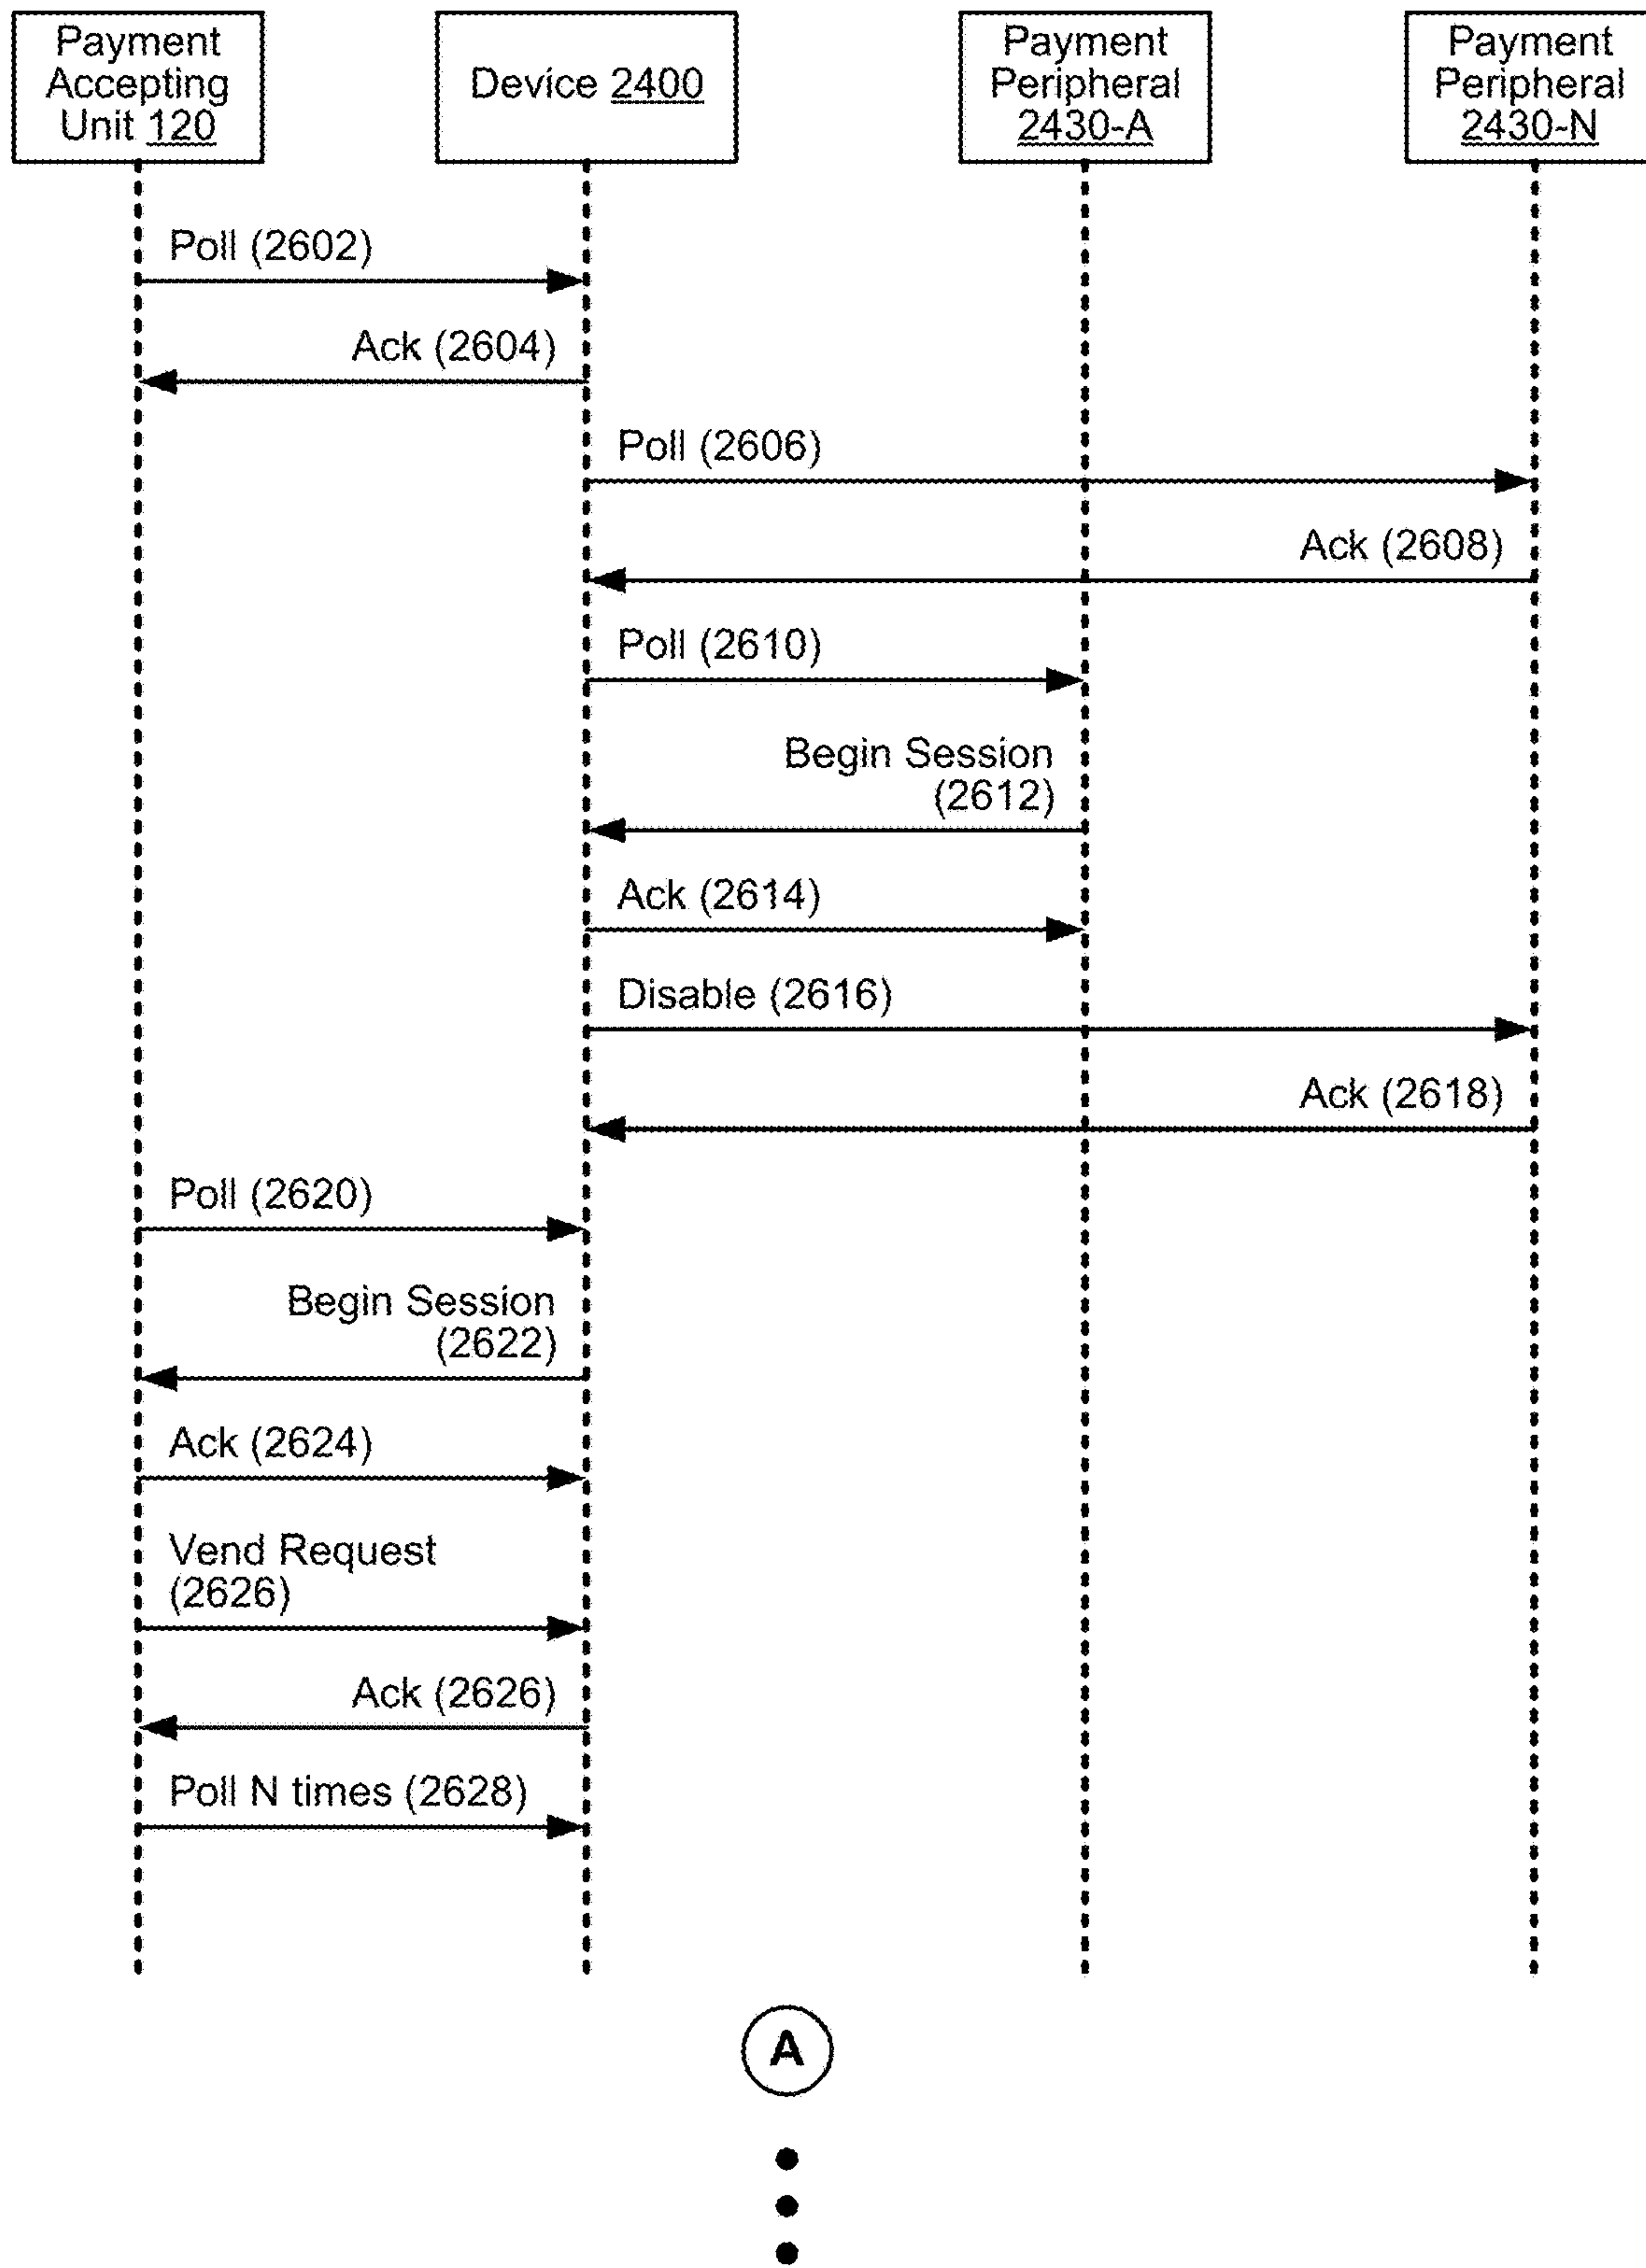 Payment
Accepting
Unit 120
Device 2400
Payment
Peripheral
2430-A
Payment
Peripheral
2430-N
Poll (2602)
Ack (2604)
Poll (2606)
Ack (2608)
Poll (2610)
Begin Session
(2612)
Ack (2614)
Disable (2616)
Ack (2618)
Poll (2620)
Begin Session
(2622)
Ack (2624)
Vend Request
(2626)
Ack (2626)
Poll N times (2628)
A